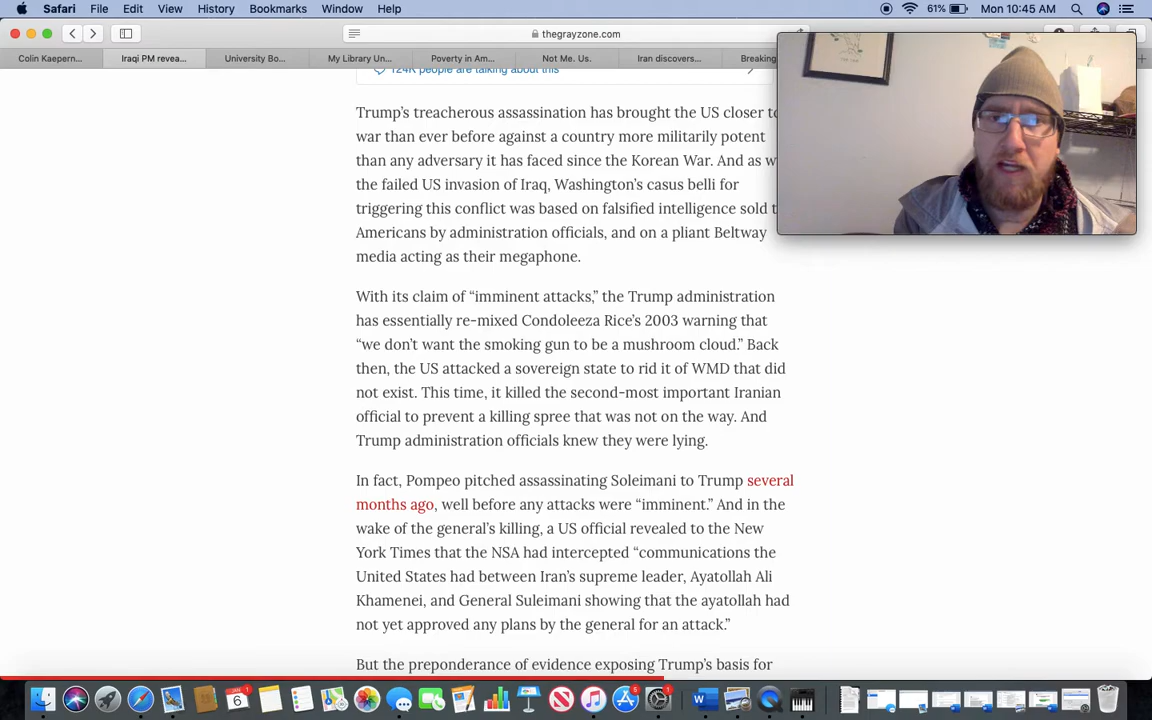 Safari File Edit View History Bookmarks Window Help 61% Mon 10:45 AM
thegrayzone.com
Colin Kaepern... Iraqi PM revea... University Bo... My Library Un... Poverty in Am... Not Me. Us. Iran discovers... Breaking
124K people are talking about this
Trump's treacherous assassination has brought the US closer to
war than ever before against a country more militarily potent
than any adversary it has faced since the Korean War. And as w
the failed US invasion of Iraq, Washington's casus belli for
triggering this conflict was based on falsified intelligence sold t
Americans by administration officials, and on a pliant Beltway
media acting as their megaphone.
With its claim of “imminent attacks,” the Trump administration
has essentially re-mixed Condoleeza Rice's 2003 warning that
“we don't want the smoking gun to be a mushroom cloud.” Back
then, the US attacked a sovereign state to rid it of WMD that did
not exist. This time, it killed the second-most important Iranian
official to prevent a killing spree that was not on the way. And
Trump administration officials knew they were lying.
In fact, Pompeo pitched assassinating Soleimani to Trump several
months ago, well before any attacks were “imminent.” And in the
wake of the general's killing, a US official revealed to the New
York Times that the NSA had intercepted “communications the
United States had between Iran's supreme leader, Ayatollah Ali
Khamenei, and General Suleimani showing that the ayatollah had
not yet approved any plans by the general for an attack.”
But the preponderance of evidence exposing Trump's basis for
JAN
6
1
5
1